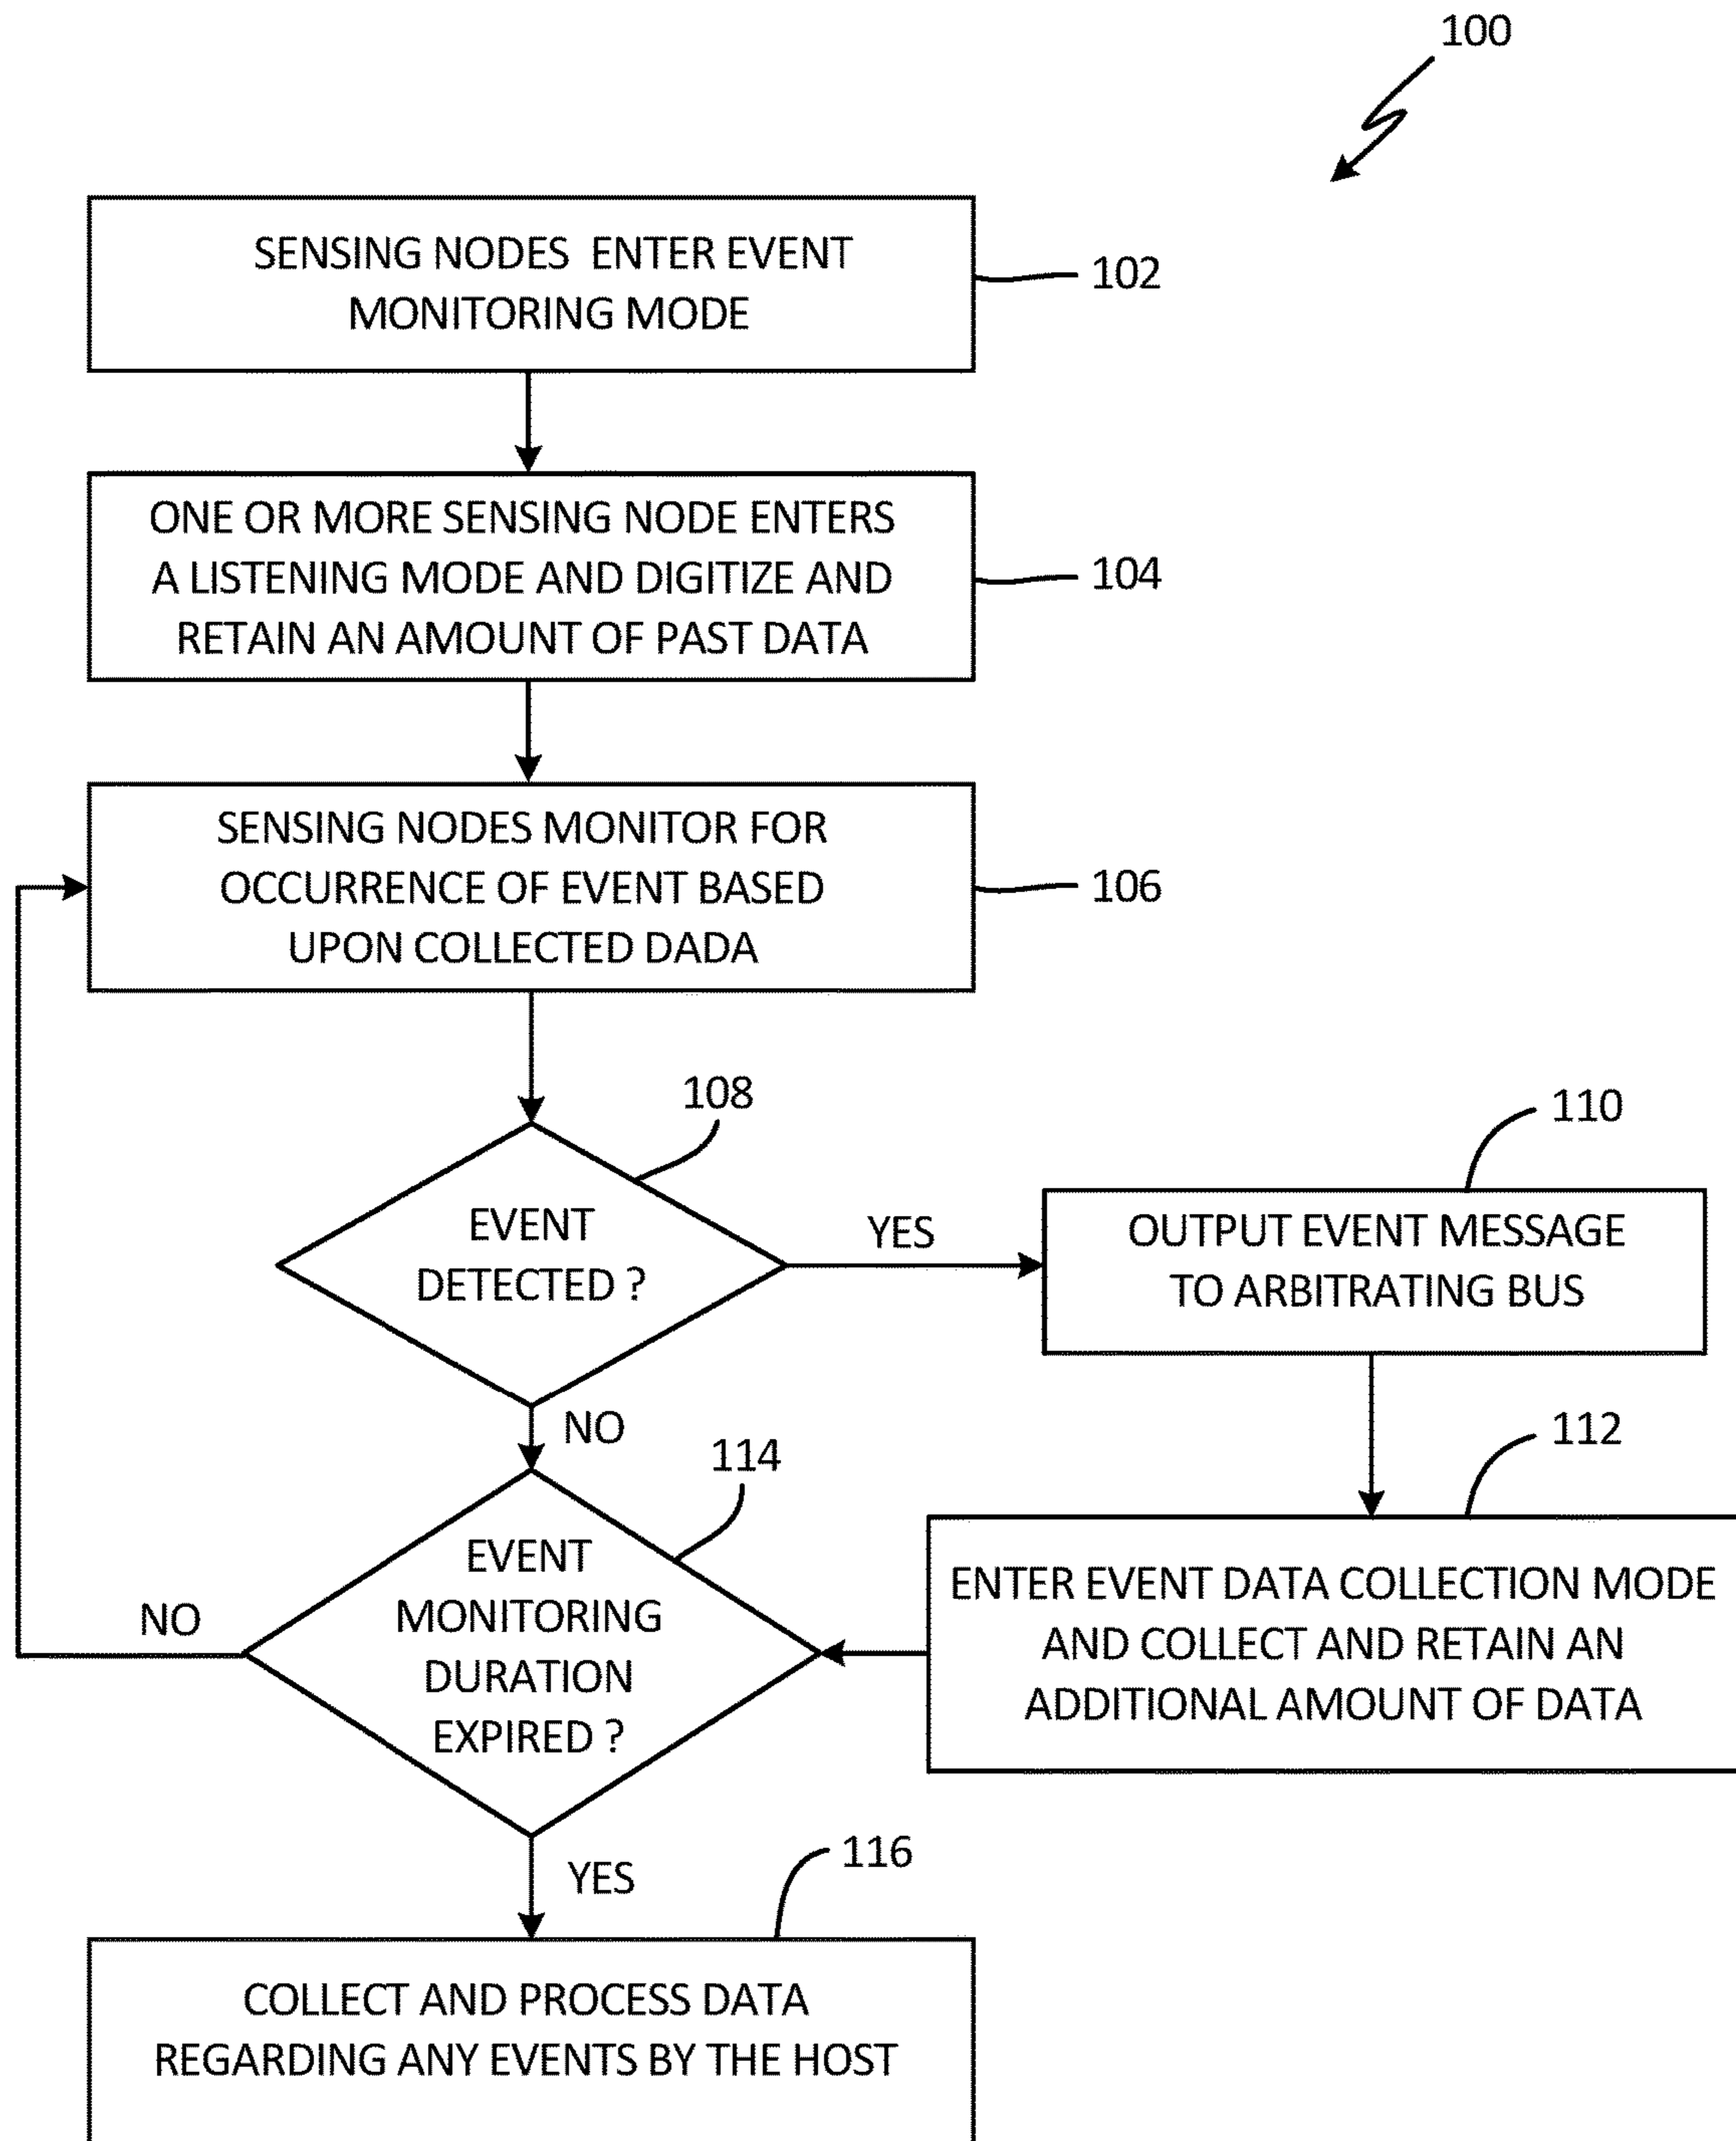 100
SENSING NODES ENTER EVENT
MONITORING MODE
102
ONE OR MORE SENSING NODE ENTERS
A LISTENING MODE AND DIGITIZE AND
RETAIN AN AMOUNT OF PAST DATA
104
SENSING NODES MONITOR FOR
OCCURRENCE OF EVENT BASED
UPON COLLECTED DADA
106
108
EVENT
DETECTED ?
YES
NO
110
OUTPUT EVENT MESSAGE
TO ARBITRATING BUS
112
ENTER EVENT DATA COLLECTION MODE
AND COLLECT AND RETAIN AN
ADDITIONAL AMOUNT OF DATA
114
EVENT
MONITORING
DURATION
EXPIRED ?
NO
YES
116
COLLECT AND PROCESS DATA
REGARDING ANY EVENTS BY THE HOST